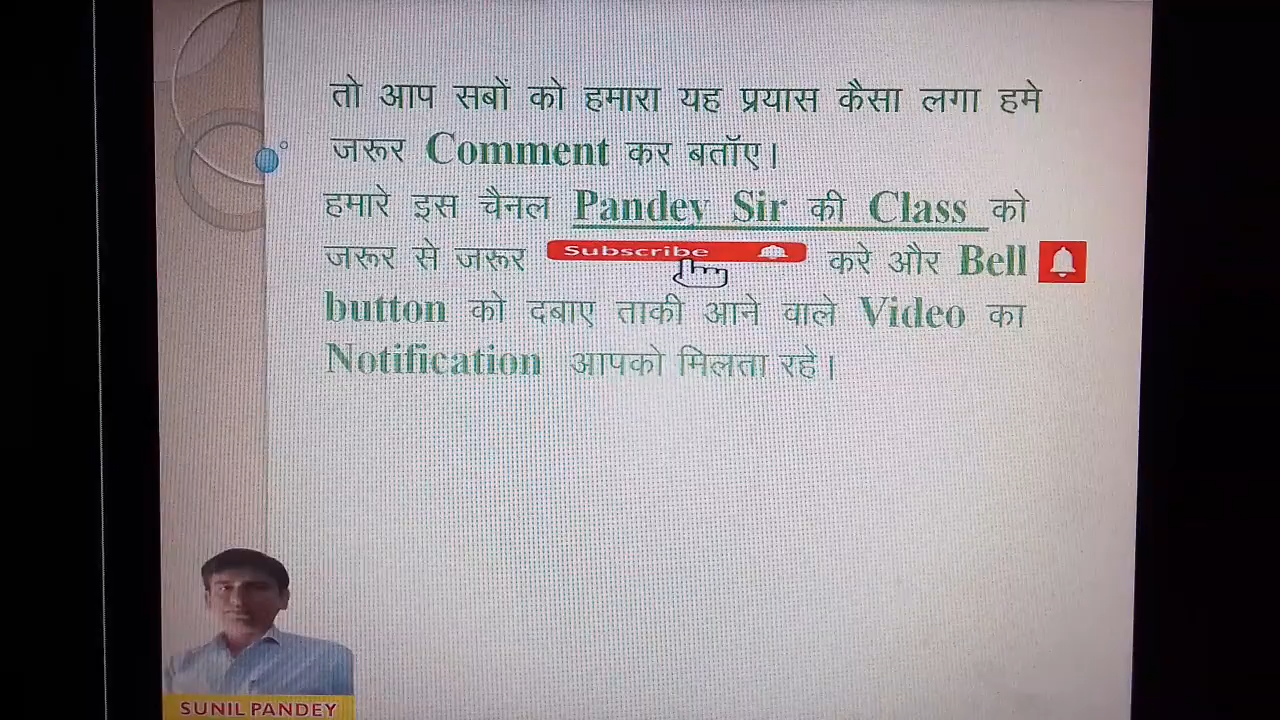 तो आप सबों को हमारा यह प्रयास कैसा लगा हमे
जरूर Comment कर बतॉए।
हमारे इस चैनल Pandey Sir की Class को
जरूर से जरूर Subscribe करे और Bell
button को दबाए ताकी आने वाले Video का
Notification आपको मिलता रहे।
SUNIL PANDEY